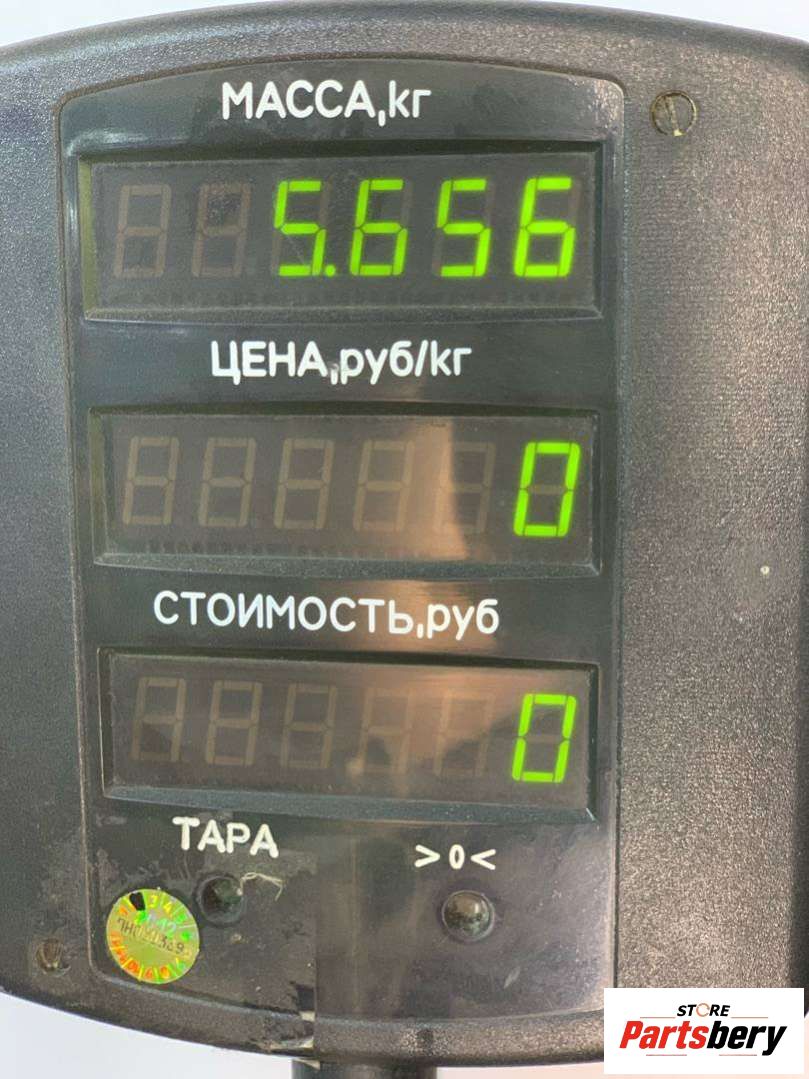 МАССА,кг
5.656
ЦЕНА,руб/кг
0
СТОИМОСТЬ,руб
0
ТАРА
>0<
STORE
Partsbery